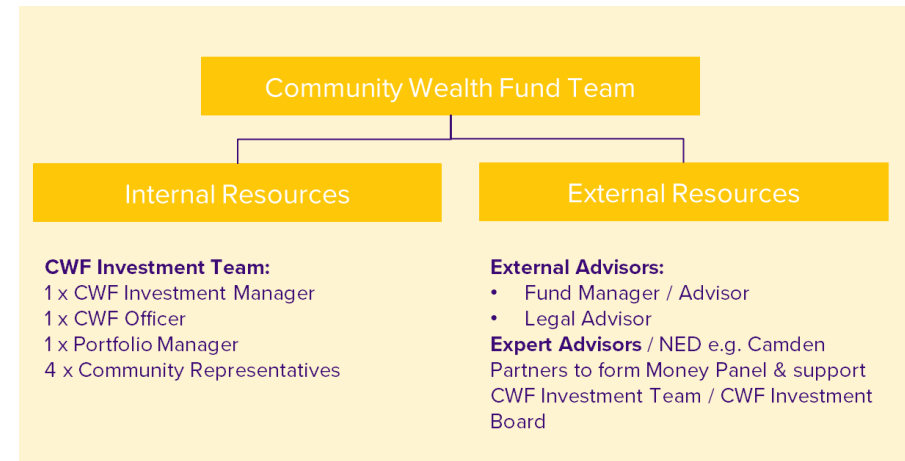 Community Wealth Fund Team
Internal Resources
External Resources
CWF Investment Team:
1 x CWF Investment Manager
1 x CWF Officer
1 x Portfolio Manager
4 x Community Representatives
External Advisors:
• Fund Manager / Advisor
• Legal Advisor
Expert Advisors / NED e.g. Camden
Partners to form Money Panel & support
CWF Investment Team / CWF Investment
Board